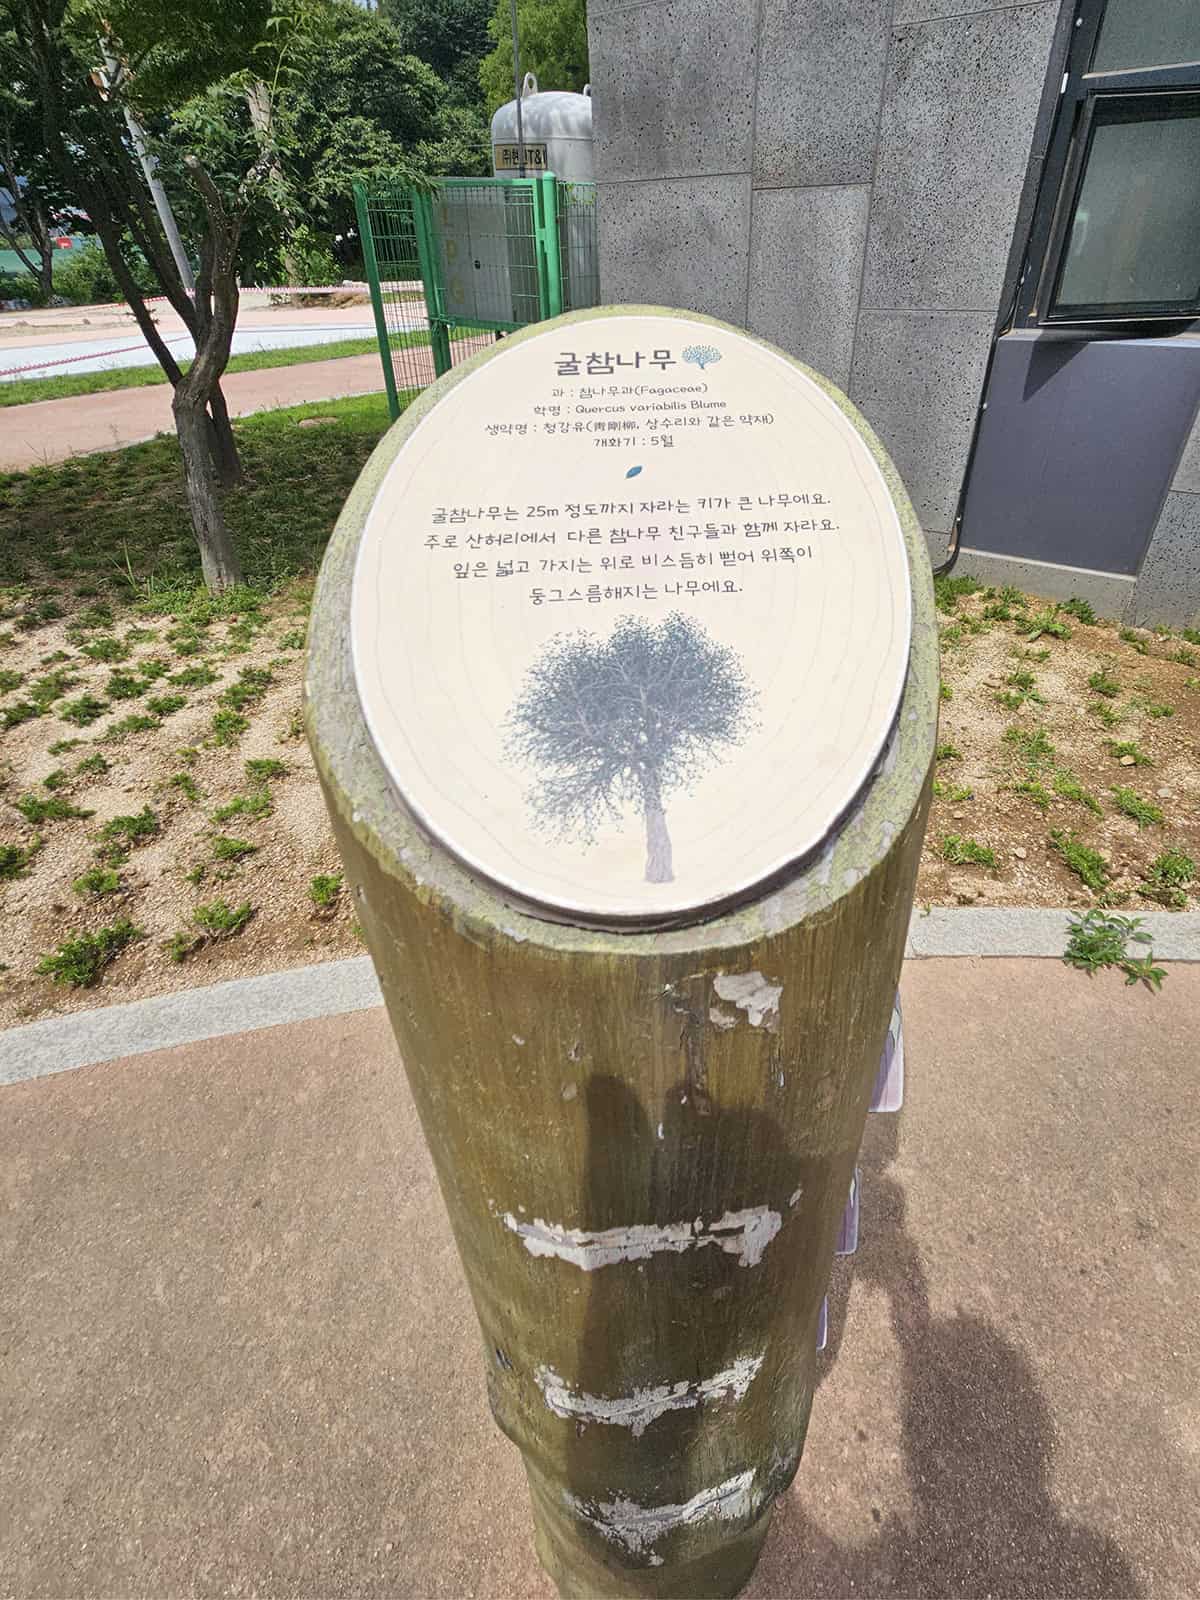 굴참나무
과 : 참나무과(Fagaceae)
학명 : Quercus variabilis Blume
생약명 : 청강유(靑剛柳, 상수리와 같은 약재)
개화기 : 5월
굴참나무는 25m 정도까지 자라는 키가 큰 나무에요.
주로 산허리에서 다른 참나무 친구들과 함께 자라요.
잎은 넓고 가지는 위로 비스듬히 뻗어 위쪽이
둥그스름해지는 나무에요.
LPG